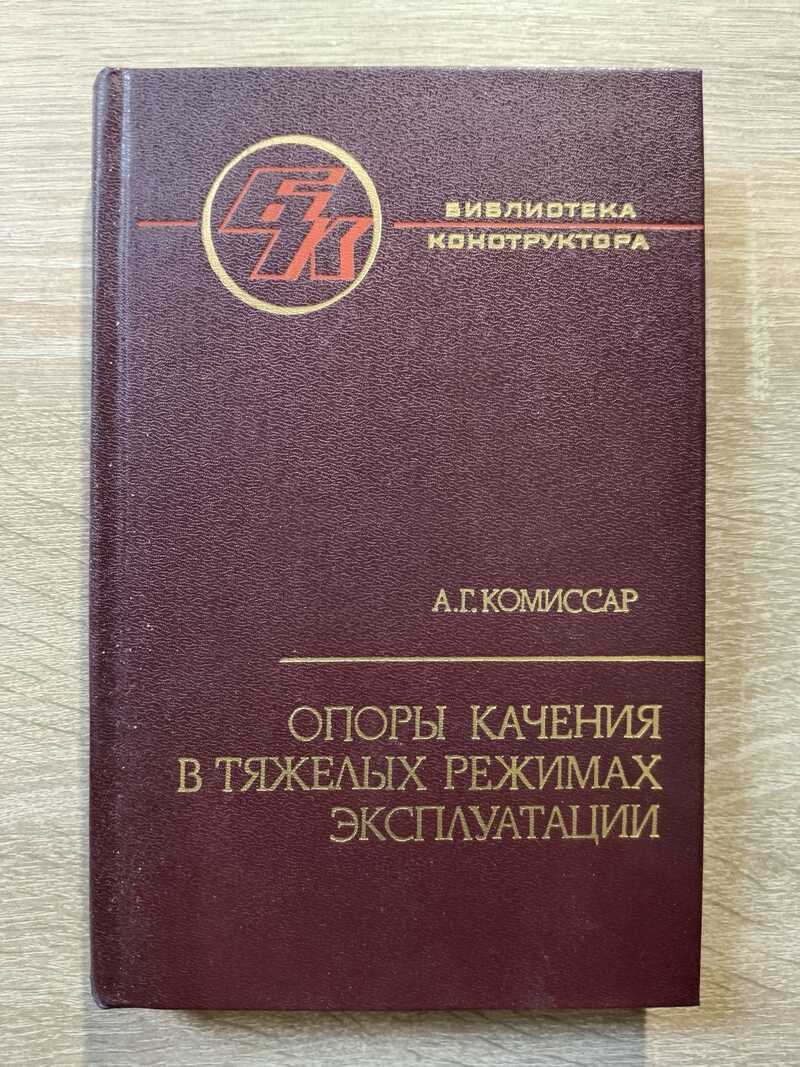 БК
БИБЛИОТЕКА
КОНСТРУКТОРА
А.Г. КОМИССАР
ОПОРЫ КАЧЕНИЯ
В ТЯЖЕЛЫХ РЕЖИМАХ
ЭКСПЛУАТАЦИИ